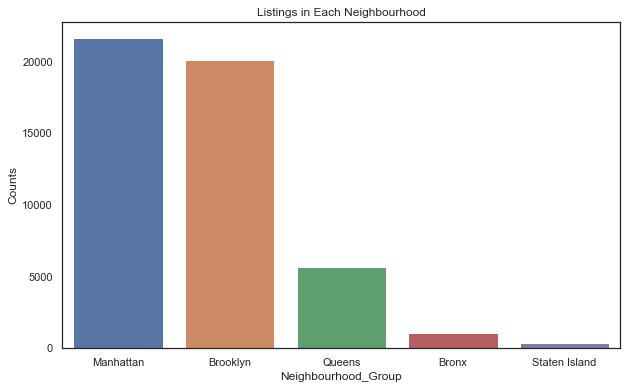 Listings in Each Neighbourhood
Counts
20000
15000
10000
5000
0
Manhattan Brooklyn Queens Bronx Staten Island
Neighbourhood_Group